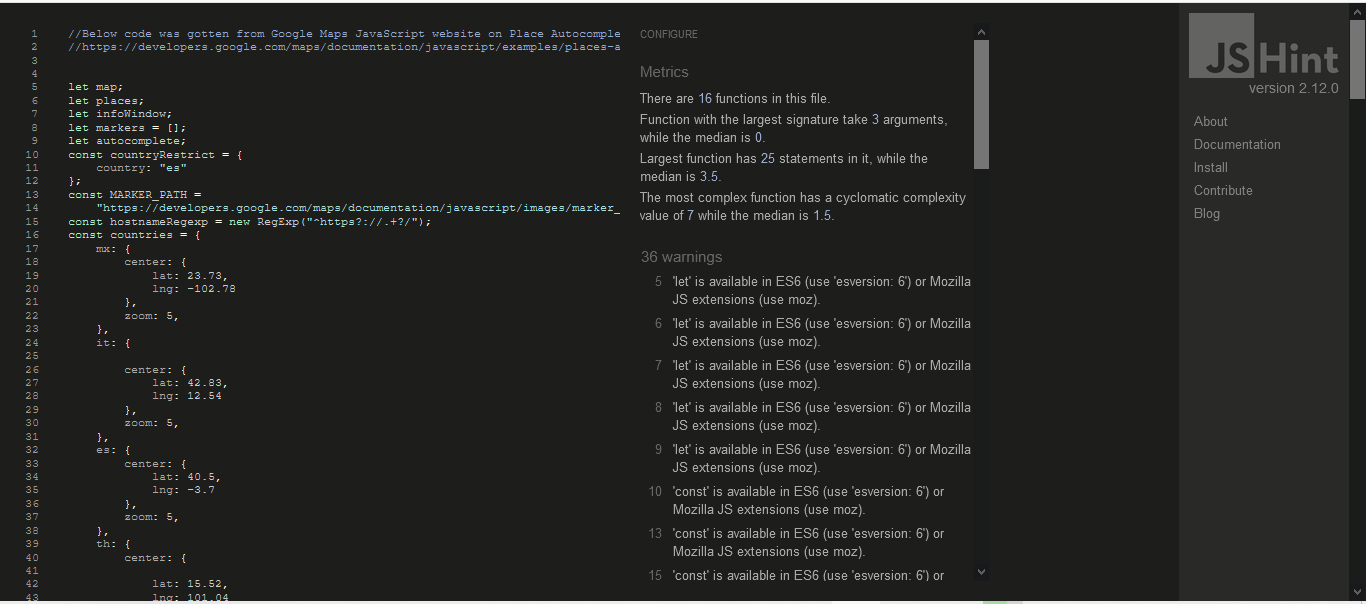 1 //Below code was gotten from Google Maps JavaScript website on Place Autocomple
2 //https://developers.google.com/maps/documentation/javascript/examples/places-a
3
4
5 let map;
6 let places;
7 let infoWindow;
8 let markers = [];
9 let autocomplete;
10 const countryRestrict = {
11 country: "es"
12 };
13 const MARKER_PATH =
14 "https://developers.google.com/maps/documentation/javascript/images/marker_
15 const hostnameRegexp = new RegExp("^https?://.+?/");
16 const countries = {
17 mx: {
18 center: {
19 lat: 23.73,
20 lng: -102.78
21 },
22 zoom: 5,
23 },
24 it: {
25
26 center: {
27 lat: 42.83,
28 lng: 12.54
29 },
30 zoom: 5,
31 },
32 es: {
33 center: {
34 lat: 40.5,
35 lng: -3.7
36 },
37 zoom: 5,
38 },
39 th: {
40 center: {
41
42 lat: 15.52,
43 lng: 101.04
CONFIGURE
Metrics
There are 16 functions in this file.
Function with the largest signature take 3 arguments,
while the median is 0.
Largest function has 25 statements in it, while the
median is 3.5.
The most complex function has a cyclomatic complexity
value of 7 while the median is 1.5.
36 warnings
5 'let' is available in ES6 (use 'esversion: 6') or Mozilla
JS extensions (use moz).
6 'let' is available in ES6 (use 'esversion: 6') or Mozilla
JS extensions (use moz).
7 'let' is available in ES6 (use 'esversion: 6') or Mozilla
JS extensions (use moz).
8 'let' is available in ES6 (use 'esversion: 6') or Mozilla
JS extensions (use moz).
9 'let' is available in ES6 (use 'esversion: 6') or Mozilla
JS extensions (use moz).
10 'const' is available in ES6 (use 'esversion: 6') or
Mozilla JS extensions (use moz).
13 'const' is available in ES6 (use 'esversion: 6') or
Mozilla JS extensions (use moz).
15 'const' is available in ES6 (use 'esversion: 6') or
JSHint
version 2.12.0
About
Documentation
Install
Contribute
Blog